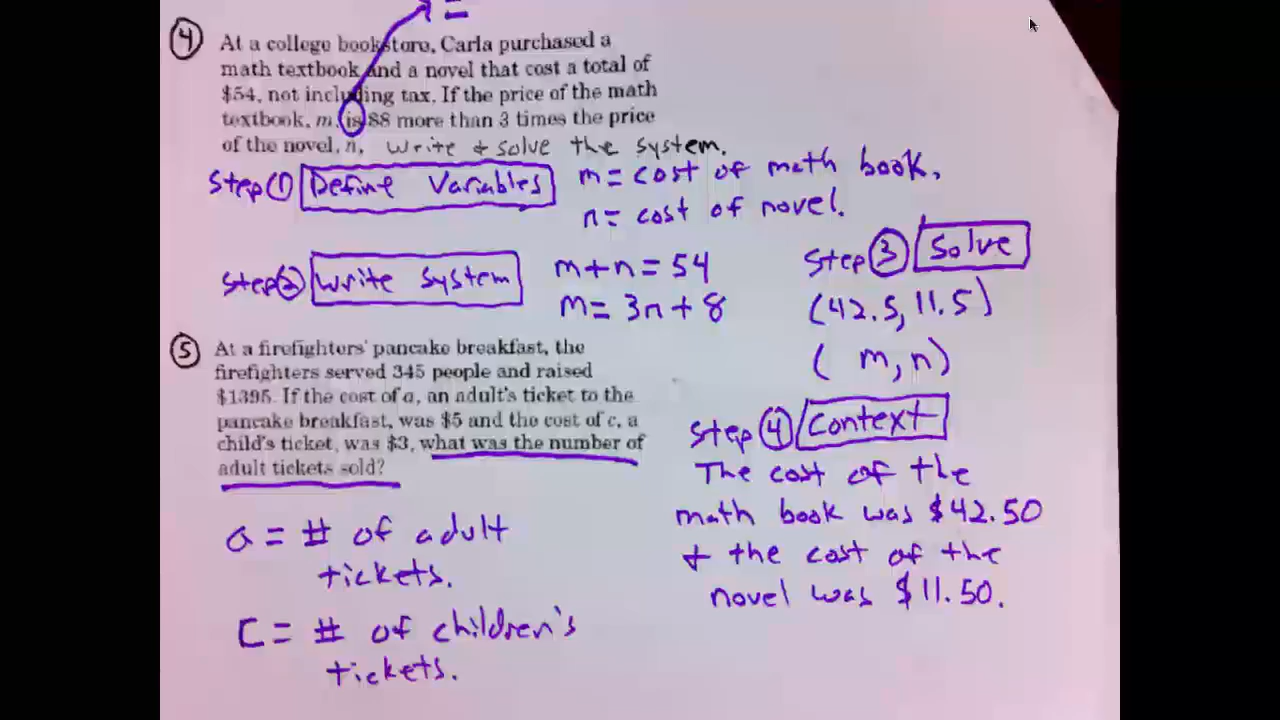 ④ At a college bookstore, Carla purchased a
math textbook and a novel that cost a total of
$54, not including tax. If the price of the math
textbook, m, is $8 more than 3 times the price
of the novel, n, write & solve the system.
Step ① Define Variables
m = cost of math book.
n = cost of novel.
Step ② Write System
m + n = 54
m = 3n + 8
Step ③ Solve
(42.5, 11.5)
( m, n)
⑤ At a firefighters' pancake breakfast, the
firefighters served 345 people and raised
$1395. If the cost of a, an adult's ticket to the
pancake breakfast, was $5 and the cost of c, a
child's ticket, was $3, what was the number of
adult tickets sold?
a = # of adult
tickets.
C = # of children's
tickets.
Step ④ Context
The cost of the
math book was $42.50
+ the cost of the
novel was $11.50.